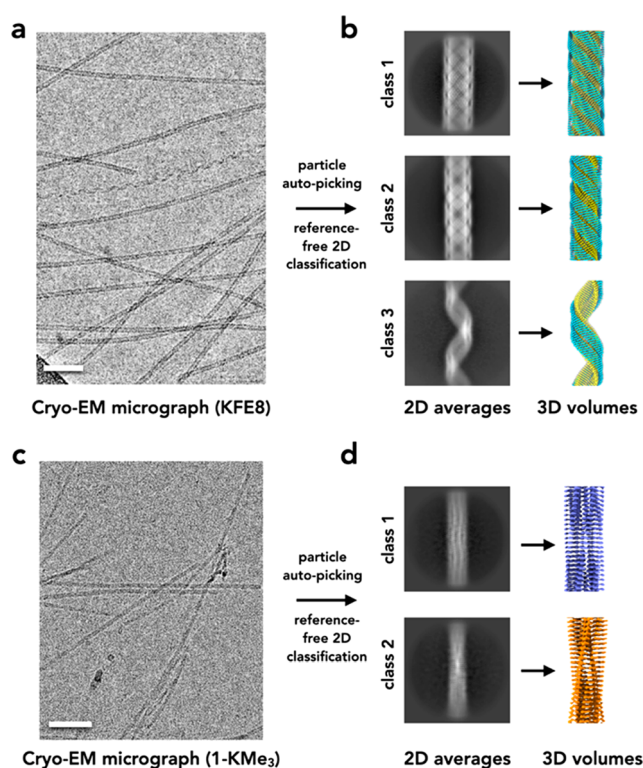 a
b
class 1
particle
auto-picking
reference-
free 2D
classification
class 2
class 3
Cryo-EM micrograph (KFE8)
2D averages
3D volumes
c
d
class 1
particle
auto-picking
reference-
free 2D
classification
class 2
Cryo-EM micrograph (1-KMe₃)
2D averages
3D volumes